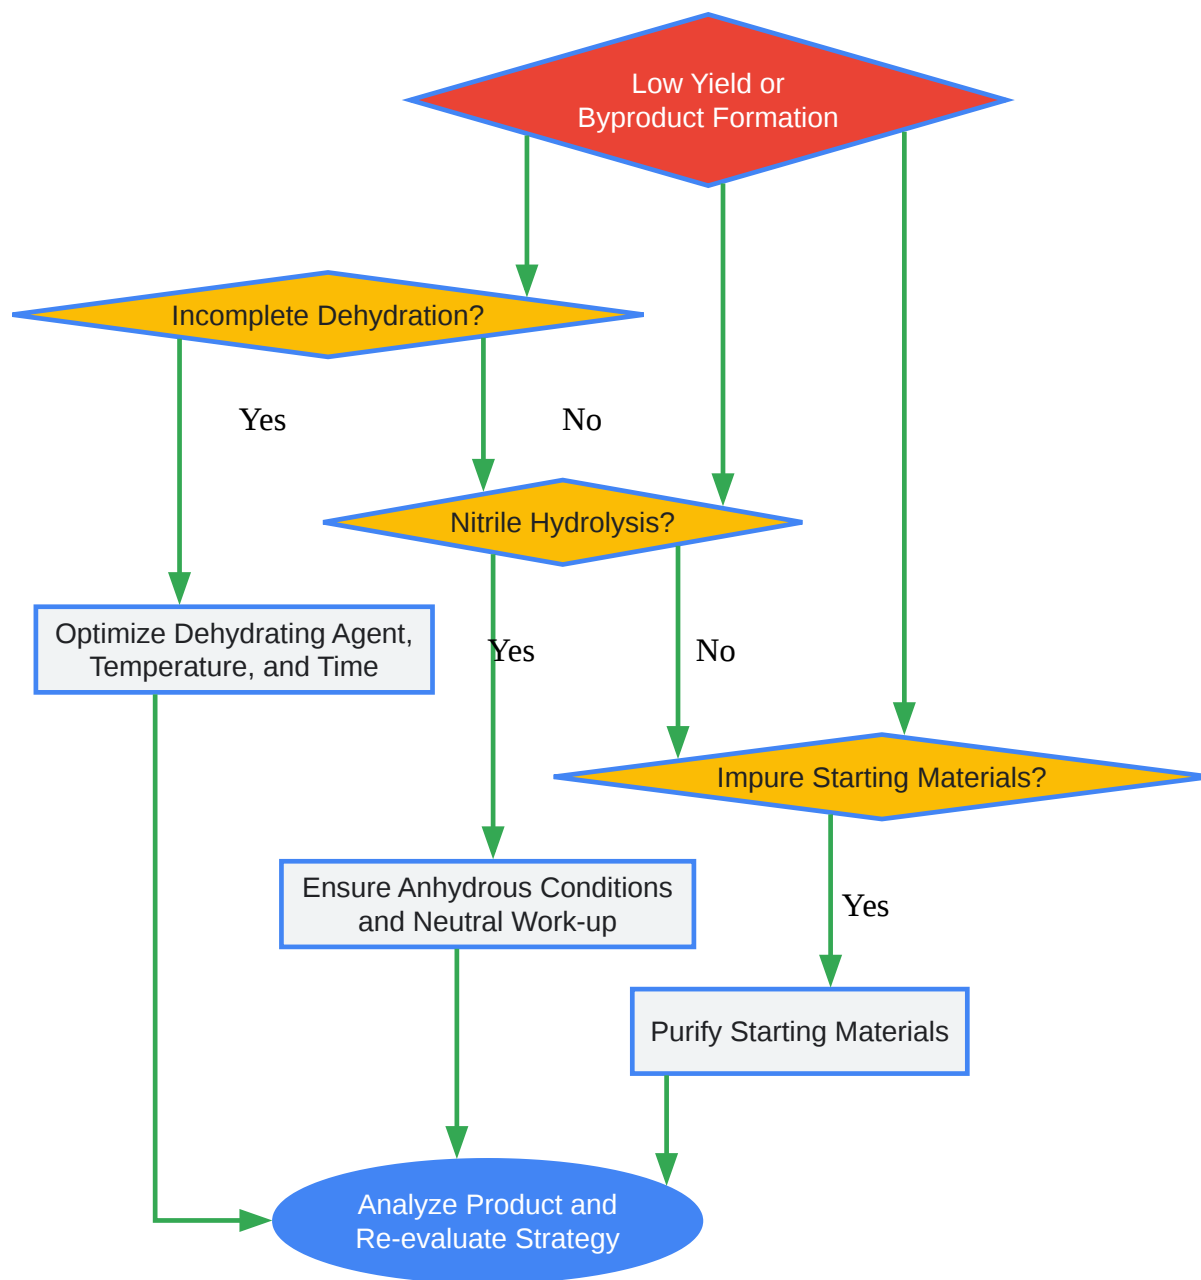 Low Yield or
Byproduct Formation
Incomplete Dehydration?
Yes
No
Nitrile Hydrolysis?
Optimize Dehydrating Agent,
Temperature, and Time
Yes
No
Impure Starting Materials?
Ensure Anhydrous Conditions
and Neutral Work-up
Yes
Purify Starting Materials
Analyze Product and
Re-evaluate Strategy